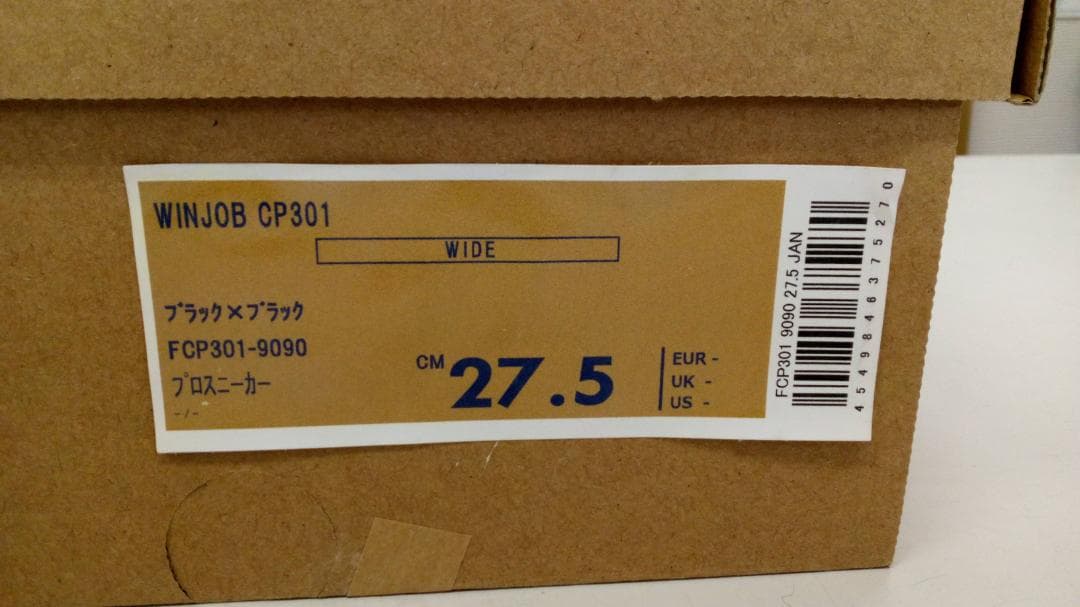 WINJOB CP301
WIDE
ブラック×ブラック
FCP301-9090
プロスニーカー
-/-
CM 27.5
EUR -
UK -
US -
FCP301 9090 27.5 JAN
4549846375270